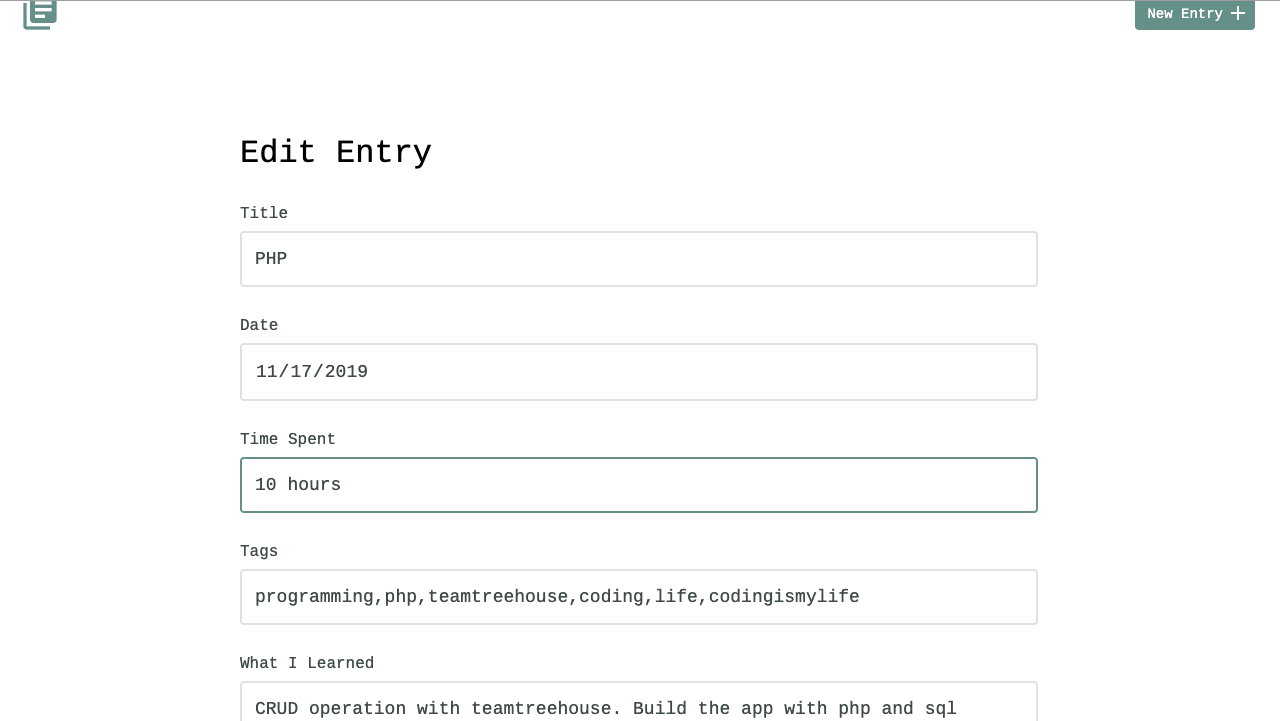 New Entry
Edit Entry
Title
PHP
Date
11/17/2019
Time Spent
10 hours
Tags
programming,php,teamtreehouse,coding,life,codingismylife
What I Learned
CRUD operation with teamtreehouse. Build the app with php and sql